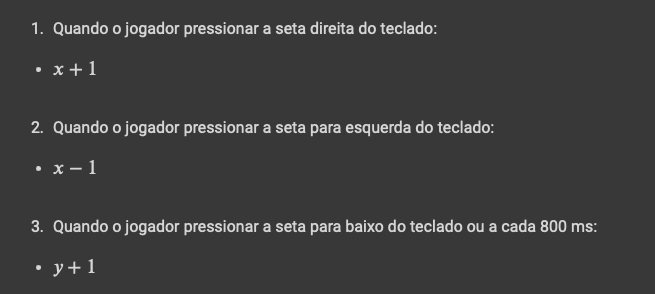 1. Quando o jogador pressionar a seta direita do teclado:
• x + 1
2. Quando o jogador pressionar a seta para esquerda do teclado:
• x − 1
3. Quando o jogador pressionar a seta para baixo do teclado ou a cada 800 ms:
• y + 1